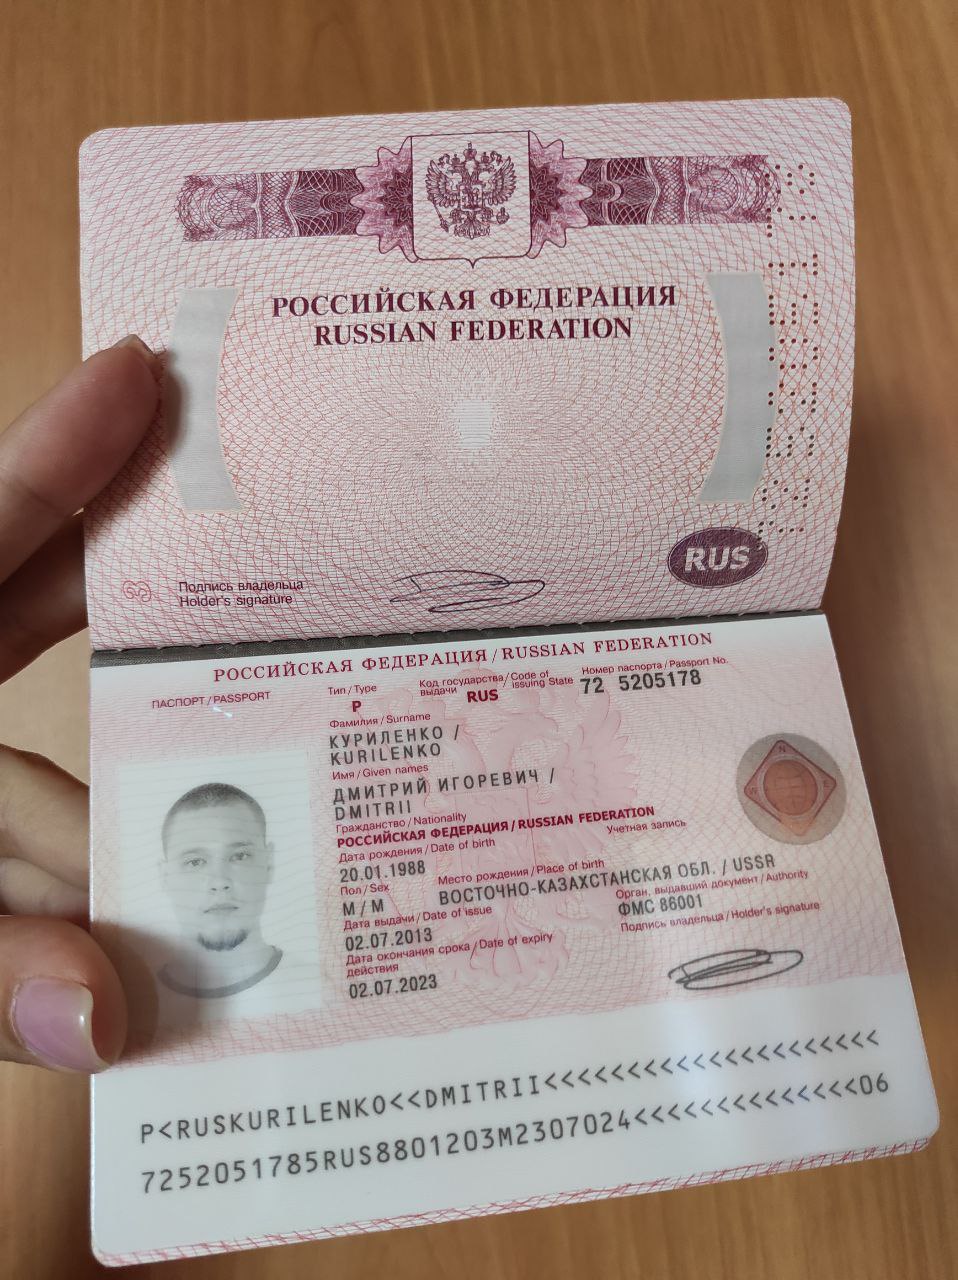 РОССИЙСКАЯ ФЕДЕРАЦИЯ
RUSSIAN FEDERATION
RUS
Подпись владельца
Holder's signature
РОССИЙСКАЯ ФЕДЕРАЦИЯ / RUSSIAN FEDERATION
ПАСПОРТ / PASSPORT
Тип / Type
P
Код государства / Code of
выдачи issuing State
RUS
Номер паспорта / Passport No.
72 5205178
Фамилия / Surname
КУРИЛЕНКО /
KURILENKO
Имя / Given names
ДМИТРИЙ ИГОРЕВИЧ /
DMITRII
Гражданство / Nationality
РОССИЙСКАЯ ФЕДЕРАЦИЯ / RUSSIAN FEDERATION
Дата рождения / Date of birth
Учетная запись
20.01.1988
Пол / Sex
Место рождения / Place of birth
М / M
ВОСТОЧНО-КАЗАХСТАНСКАЯ ОБЛ. / USSR
Дата выдачи / Date of issue
Орган, выдавший документ / Authority
02.07.2013
ФМС 86001
Дата окончания срока / Date of expiry
действия
Подпись владельца / Holder's signature
02.07.2023
P<RUSKURILENKO<<DMITRII<<<<<<<<<<<<<<<<<<<<<
7252051785RUS8801203M2307024<<<<<<<<<<<<<<06